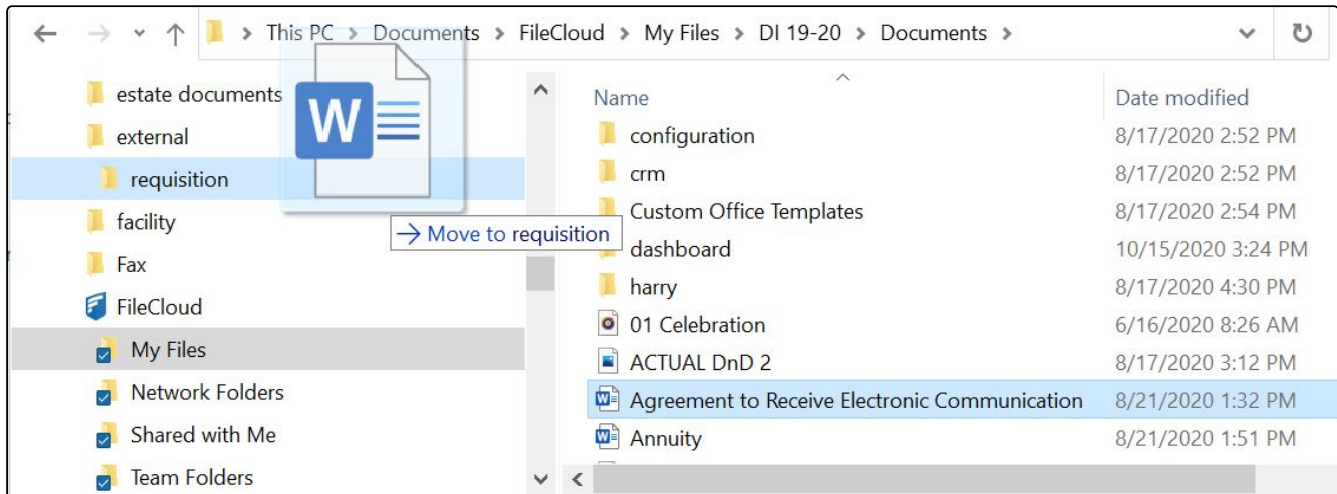 This PC > Documents > FileCloud > My Files > DI 19-20 > Documents >
estate documents
external
requisition
facility
Fax
FileCloud
My Files
Network Folders
Shared with Me
Team Folders
W
→ Move to requisition
Name Date modified
configuration 8/17/2020 2:52 PM
crm 8/17/2020 2:52 PM
Custom Office Templates 8/17/2020 2:54 PM
dashboard 10/15/2020 3:24 PM
harry 8/17/2020 4:30 PM
01 Celebration 6/16/2020 8:26 AM
ACTUAL DnD 2 8/17/2020 3:12 PM
Agreement to Receive Electronic Communication 8/21/2020 1:32 PM
Annuity 8/21/2020 1:51 PM